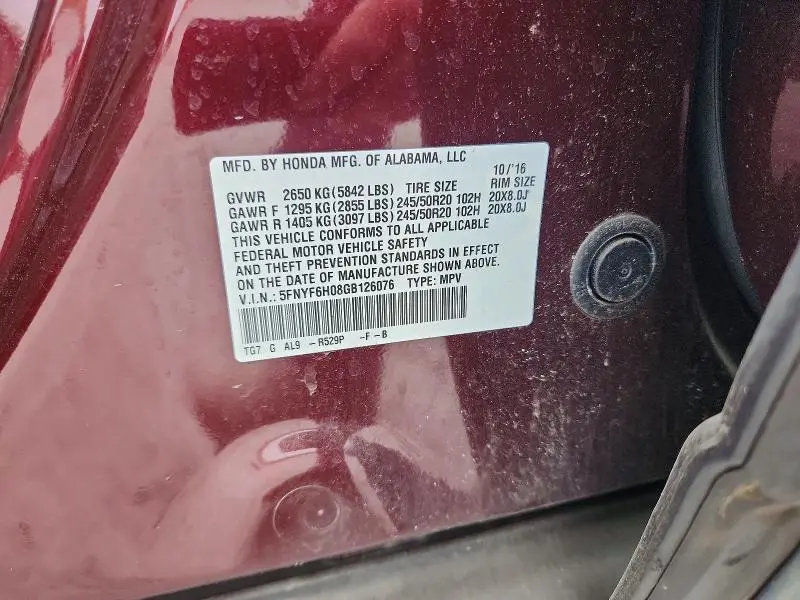 MFD. BY HONDA MFG. OF ALABAMA, LLC 10/'16
GVWR 2650 KG (5842 LBS) TIRE SIZE RIM SIZE
GAWR F 1295 KG (2855 LBS) 245/50R20 102H 20X8.0J
GAWR R 1405 KG (3097 LBS) 245/50R20 102H 20X8.0J
THIS VEHICLE CONFORMS TO ALL APPLICABLE
FEDERAL MOTOR VEHICLE SAFETY
AND THEFT PREVENTION STANDARDS IN EFFECT
ON THE DATE OF MANUFACTURE SHOWN ABOVE.
V.I.N.: 5FNYF6H08GB126076 TYPE: MPV
TG7 G AL9 -R529P -F-B